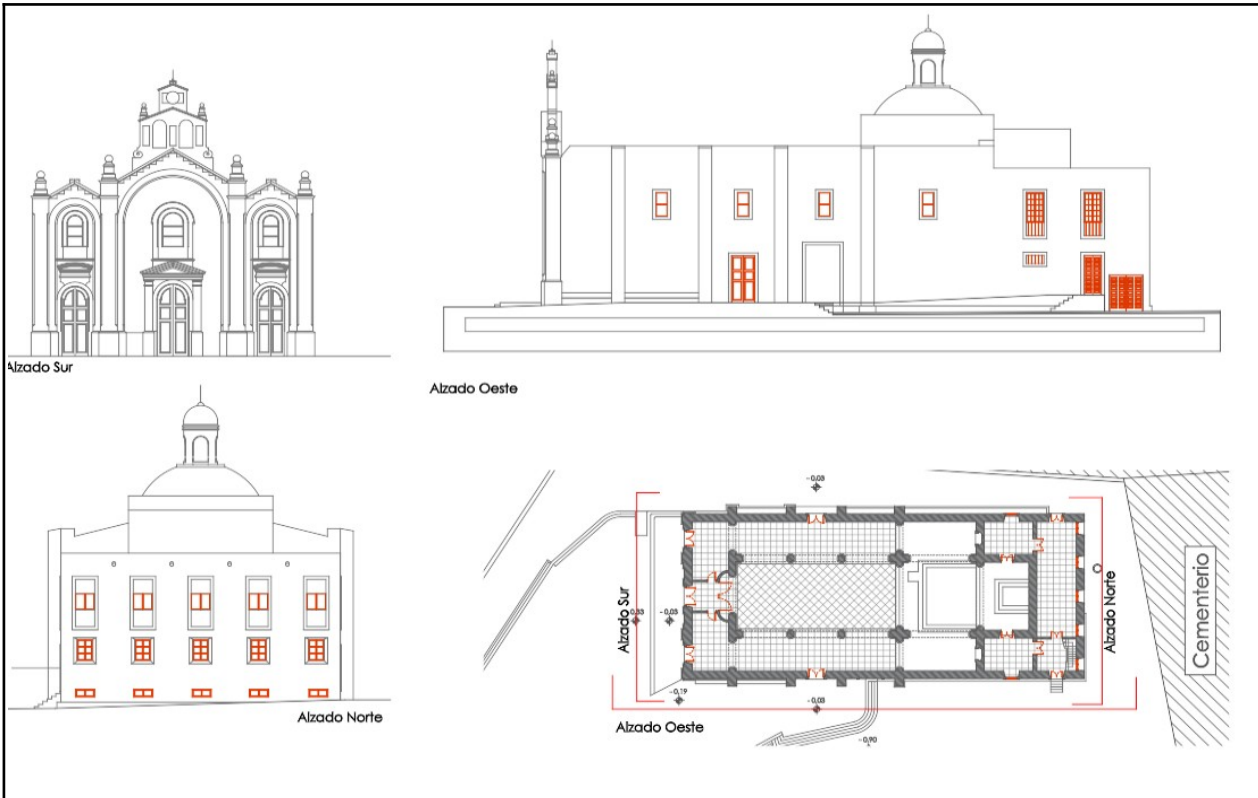 Alzado Sur
Alzado Oeste
Alzado Norte
-0,03
Alzado Sur
0,33
-0,03
Alzado Norte
Cementerio
-0,19
-0,03
Alzado Oeste
-0,90